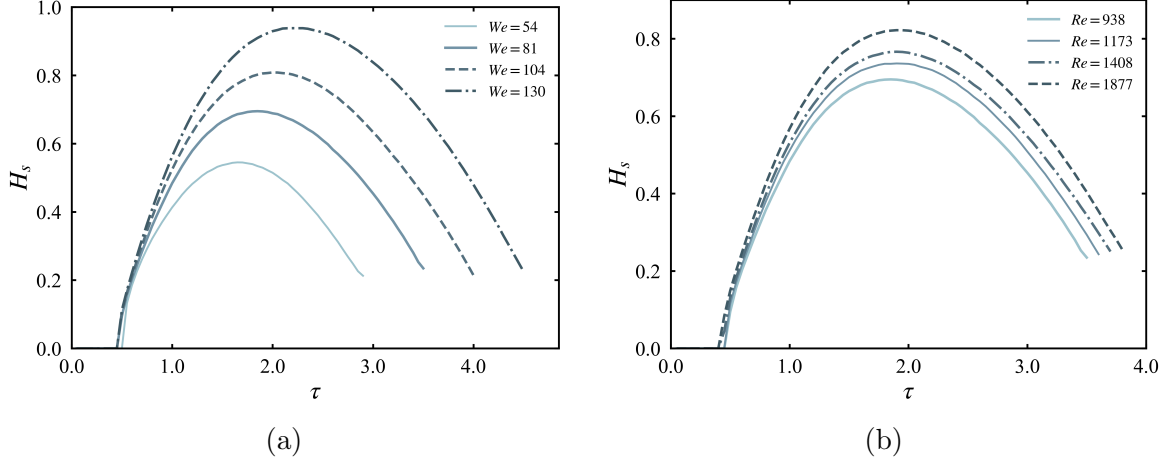 1.0
0.8
0.6
0.4
0.2
0.0
H_s
0.0 1.0 2.0 3.0 4.0
τ
We = 54
We = 81
We = 104
We = 130
(a)
0.8
0.6
0.4
0.2
0.0
H_s
0.0 1.0 2.0 3.0 4.0
τ
Re = 938
Re = 1173
Re = 1408
Re = 1877
(b)